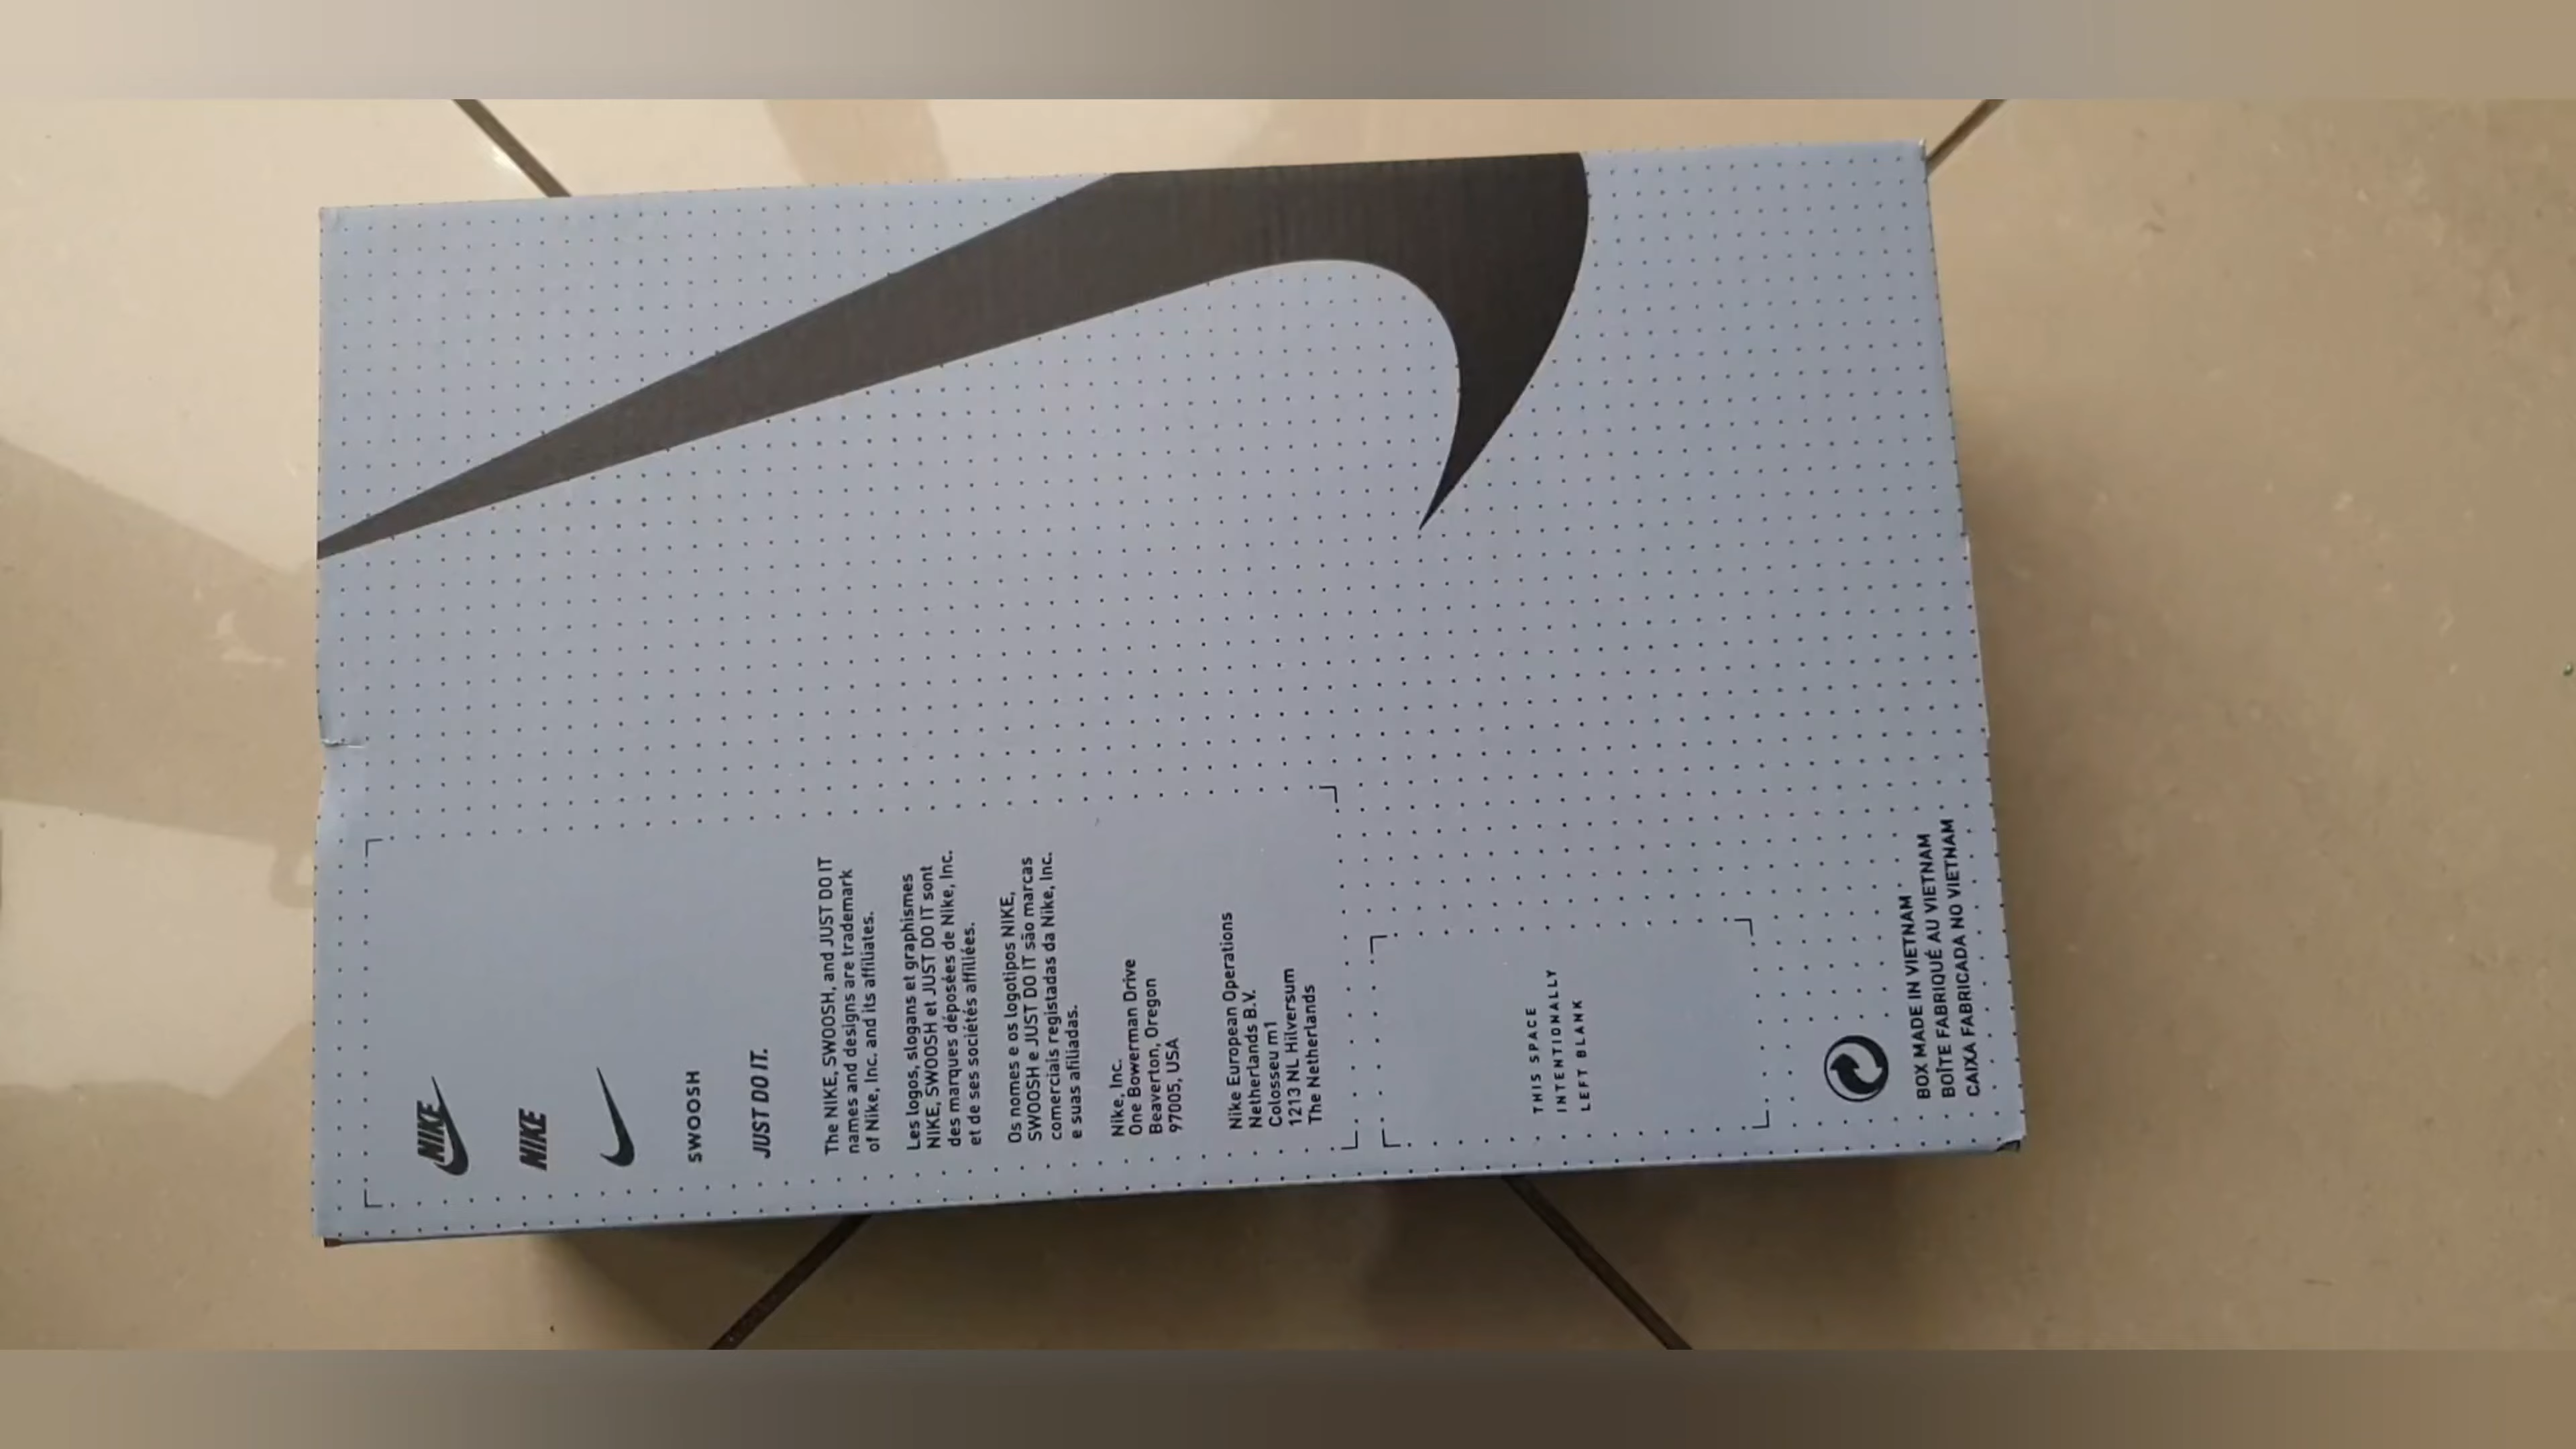 NIKE
NIKE
SWOOSH
JUST DO IT.
The NIKE, SWOOSH, and JUST DO IT
names and designs are trademark
of Nike, Inc. and its affiliates.
Les logos, slogans et graphismes
NIKE, SWOOSH et JUST DO IT sont
des marques déposées de Nike, Inc.
et de ses sociétés affiliées.
Os nomes e os logotipos NIKE,
SWOOSH e JUST DO IT são marcas
comerciais registadas da Nike, Inc.
e suas afiliadas.
Nike, Inc.
One Bowerman Drive
Beaverton, Oregon
97005, USA
Nike European Operations
Netherlands B.V.
Colosseum1
1213 NL Hilversum
The Netherlands
THIS SPACE
INTENTIONALLY
LEFT BLANK
BOX MADE IN VIETNAM
BOÎTE FABRIQUÉ AU VIETNAM
CAIXA FABRICADA NO VIETNAM